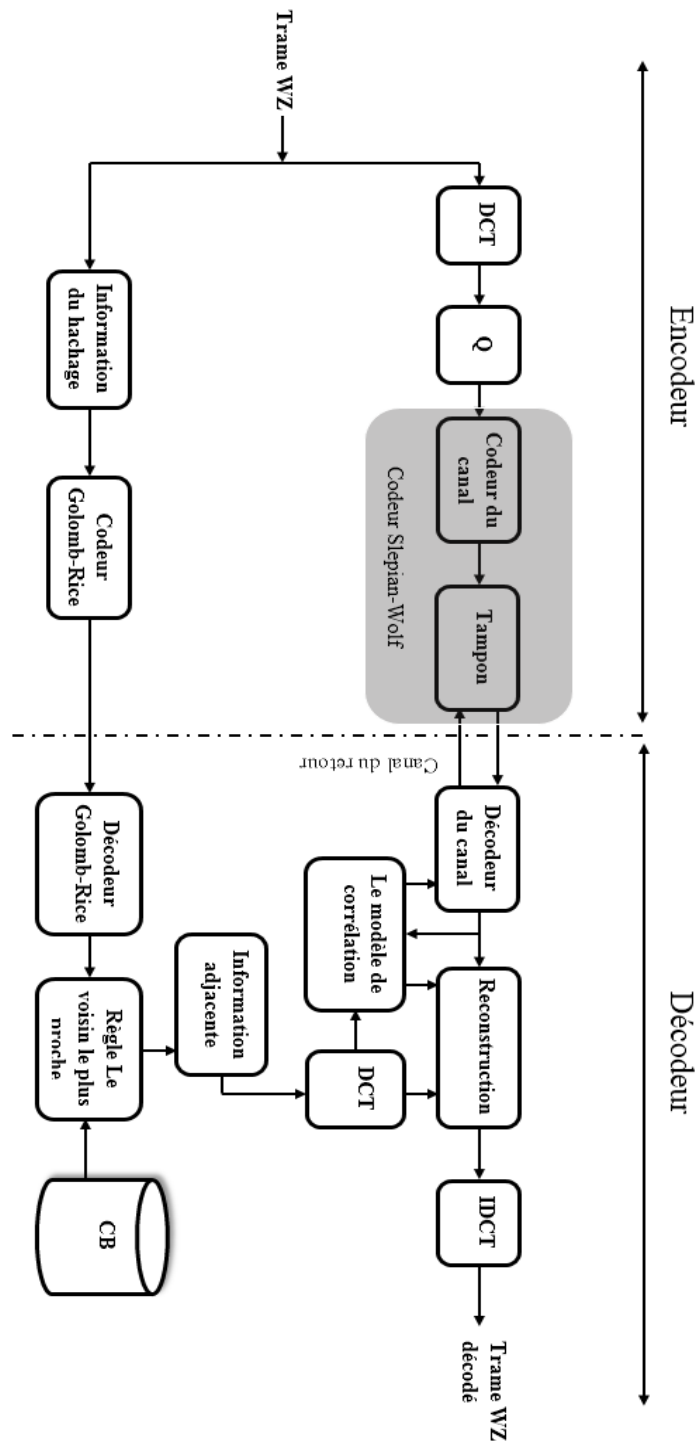 Encodeur
Décodeur
Trame WZ
DCT
Q
Codeur du
canal
Tampon
Codeur Slepian-Wolf
Canal du retour
Décodeur
du canal
Reconstruction
IDCT
Trame WZ
décodé
Le modèle de
corrélation
DCT
Information
adjacente
Information
du hachage
Codeur
Golomb-Rice
Décodeur
Golomb-Rice
Règle Le
voisin le plus
proche
CB